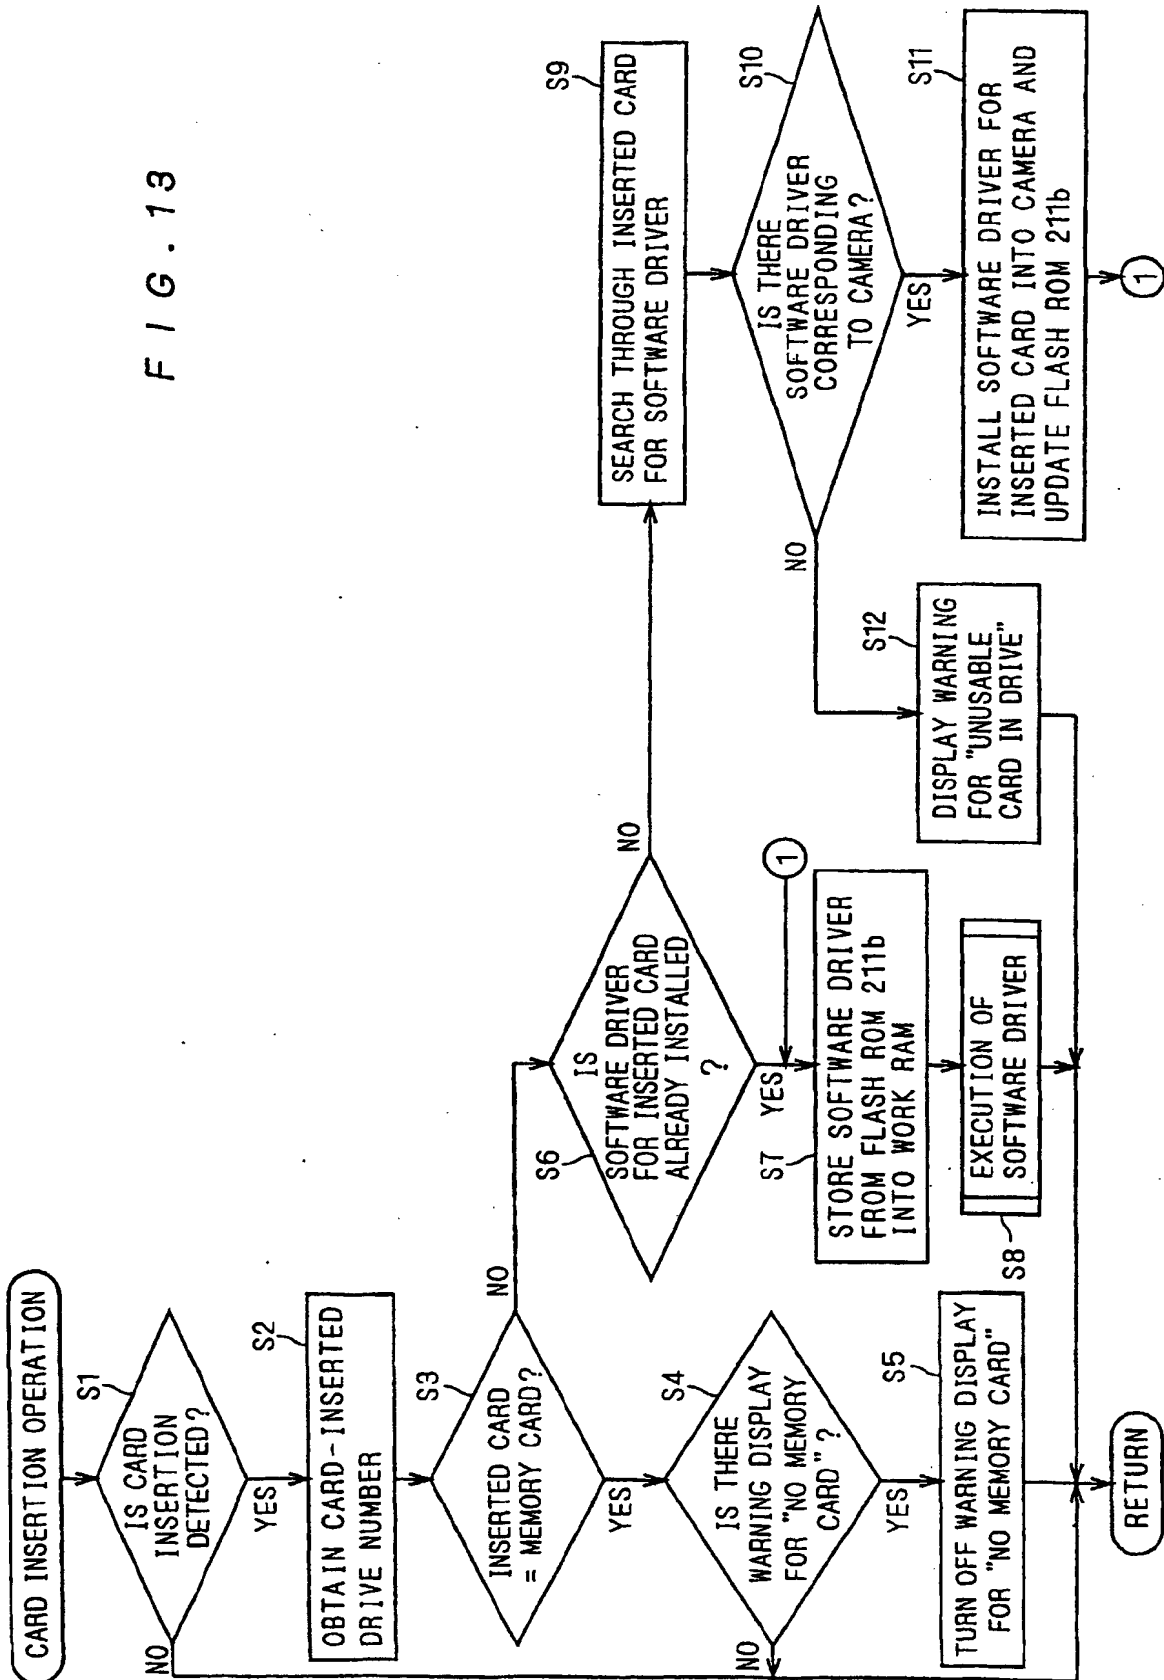 FIG.13
CARD INSERTION OPERATION
S1
IS CARD
INSERTION
DETECTED?
NO
YES
S2
OBTAIN CARD-INSERTED
DRIVE NUMBER
S3
INSERTED CARD
= MEMORY CARD?
NO
YES
S4
IS THERE
WARNING DISPLAY
FOR "NO MEMORY
CARD"?
NO
YES
S5
TURN OFF WARNING DISPLAY
FOR "NO MEMORY CARD"
RETURN
S6
IS
SOFTWARE DRIVER
FOR INSERTED CARD
ALREADY INSTALLED
?
NO
YES
1
S7
STORE SOFTWARE DRIVER
FROM FLASH ROM 211b
INTO WORK RAM
S8
EXECUTION OF
SOFTWARE DRIVER
S9
SEARCH THROUGH INSERTED CARD
FOR SOFTWARE DRIVER
S10
IS THERE
SOFTWARE DRIVER
CORRESPONDING
TO CAMERA?
NO
YES
S12
DISPLAY WARNING
FOR "UNUSABLE
CARD IN DRIVE"
S11
INSTALL SOFTWARE DRIVER FOR
INSERTED CARD INTO CAMERA AND
UPDATE FLASH ROM 211b
1